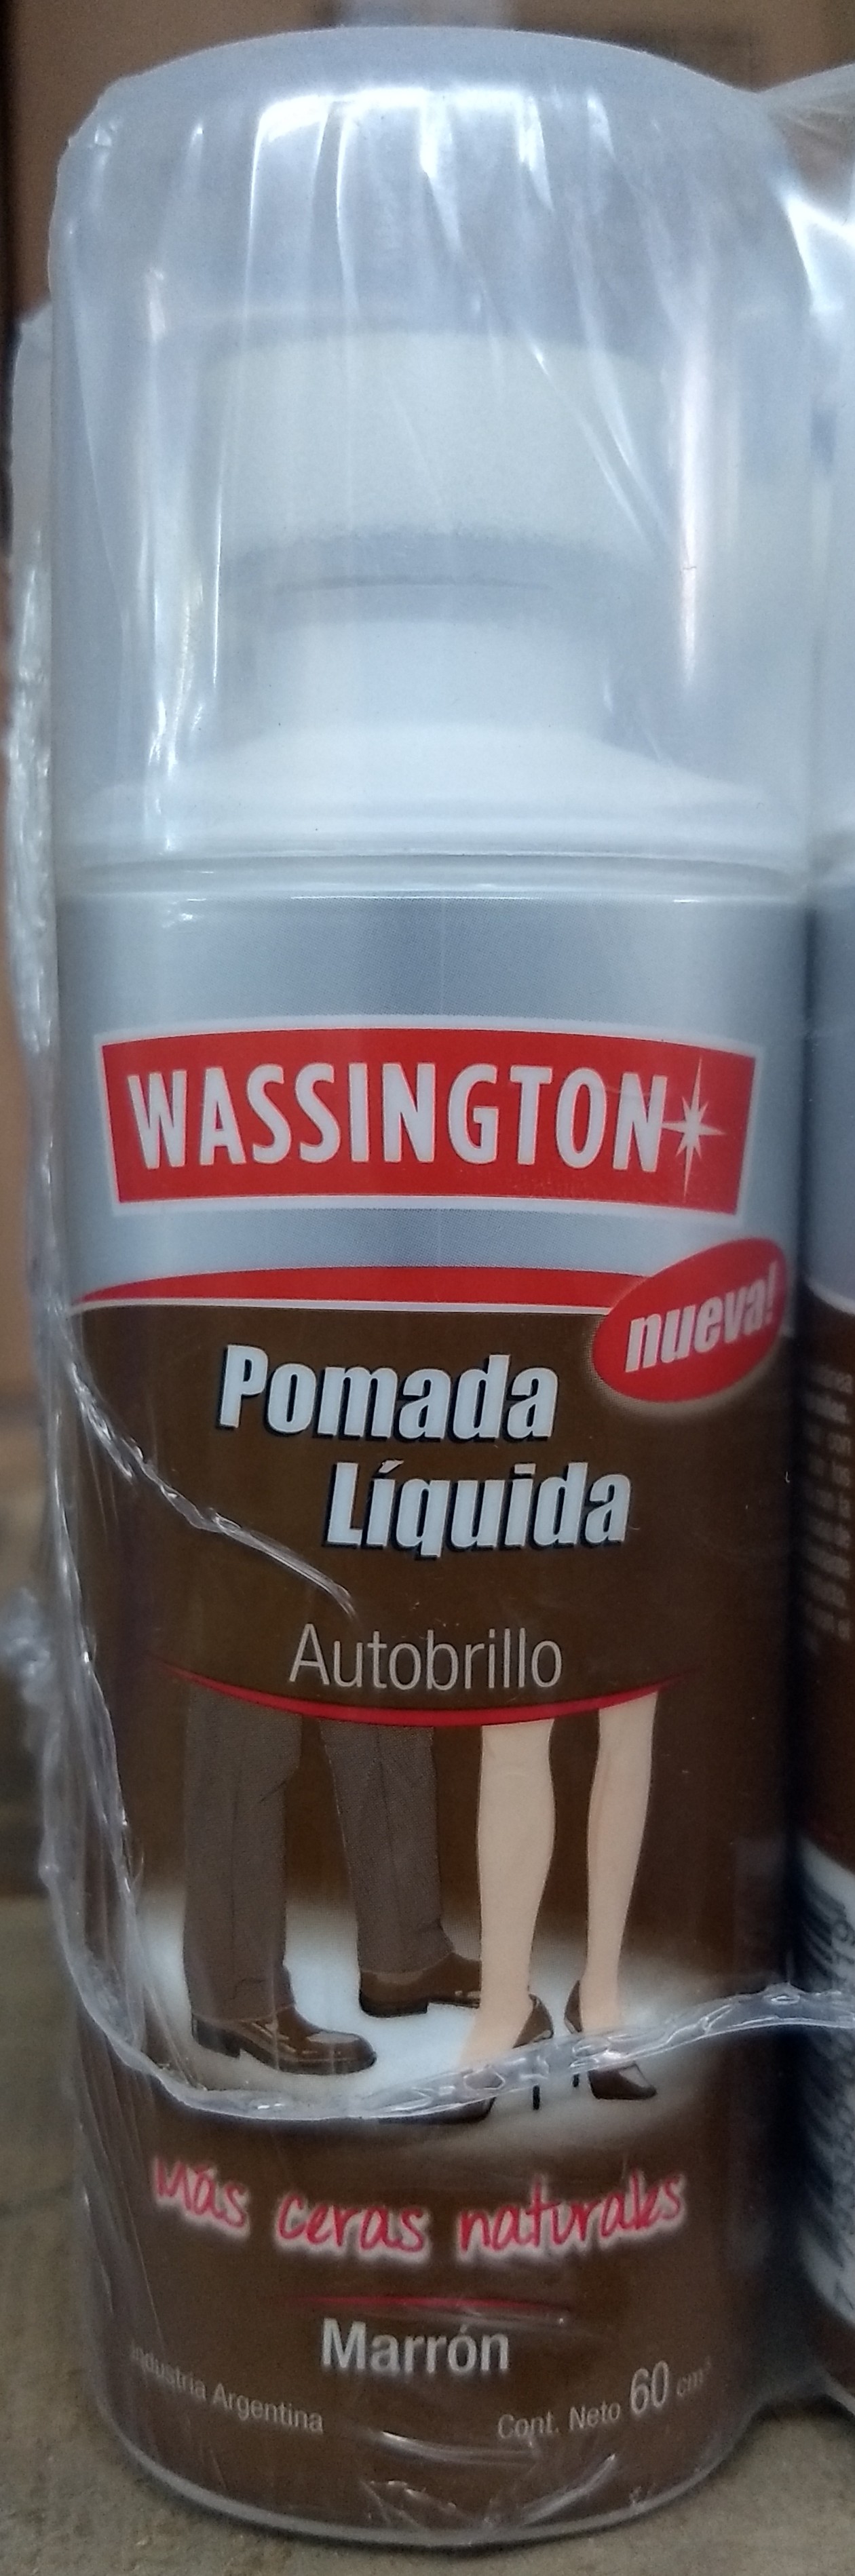 WASSINGTON
nueva!
Pomada
Líquida
Autobrillo
más ceras naturales
Marrón
Industria Argentina
Cont. Neto 60 cm³